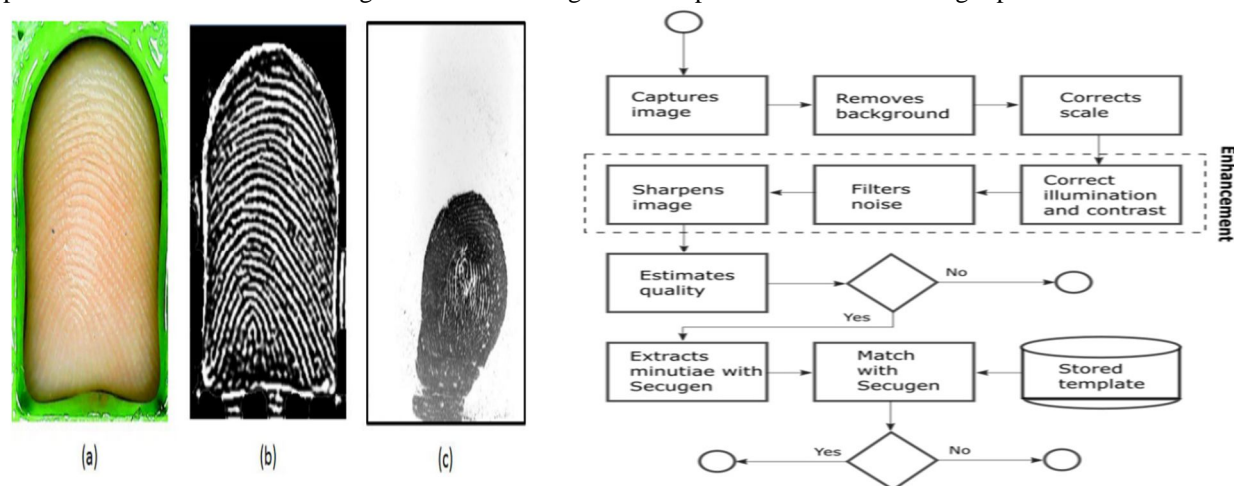 (a)
(b)
(c)
Captures
image
Removes
background
Corrects
scale
Enhancement
Sharpens
image
Filters
noise
Correct
illumination
and contrast
Estimates
quality
No
Yes
Extracts
minutiae with
Secugen
Match
with
Secugen
Stored
template
Yes
No